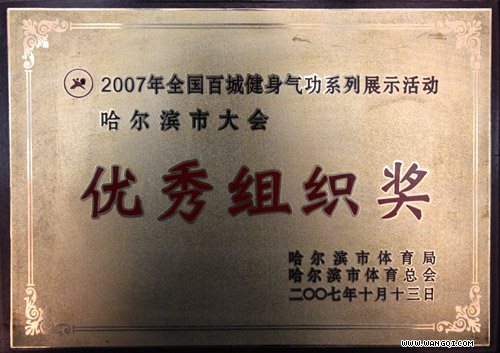 2007年全国百城健身气功系列展示活动
哈尔滨市大会
优秀组织奖
哈尔滨市体育局
哈尔滨市体育总会
二〇〇七年十月十三日
WWW.WANGQI.COM